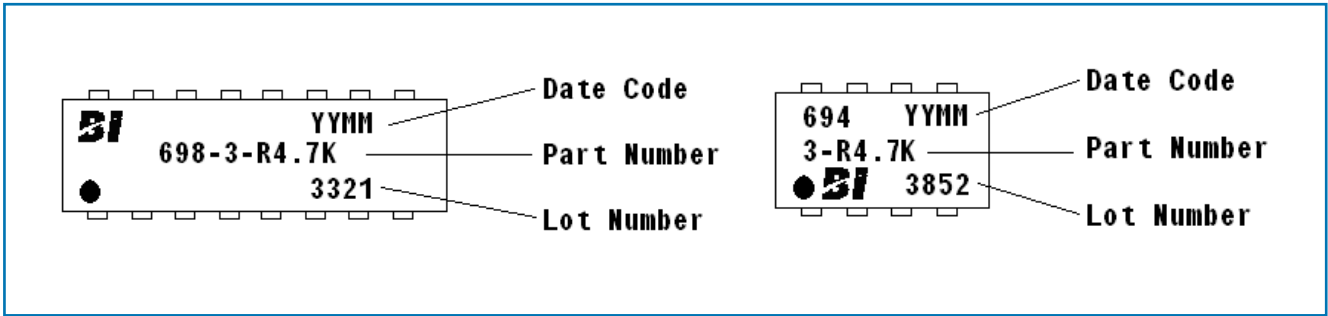 BI YYMM
698-3-R4.7K
3321
Date Code
Part Number
Lot Number
694 YYMM
3-R4.7K
BI 3852
Date Code
Part Number
Lot Number